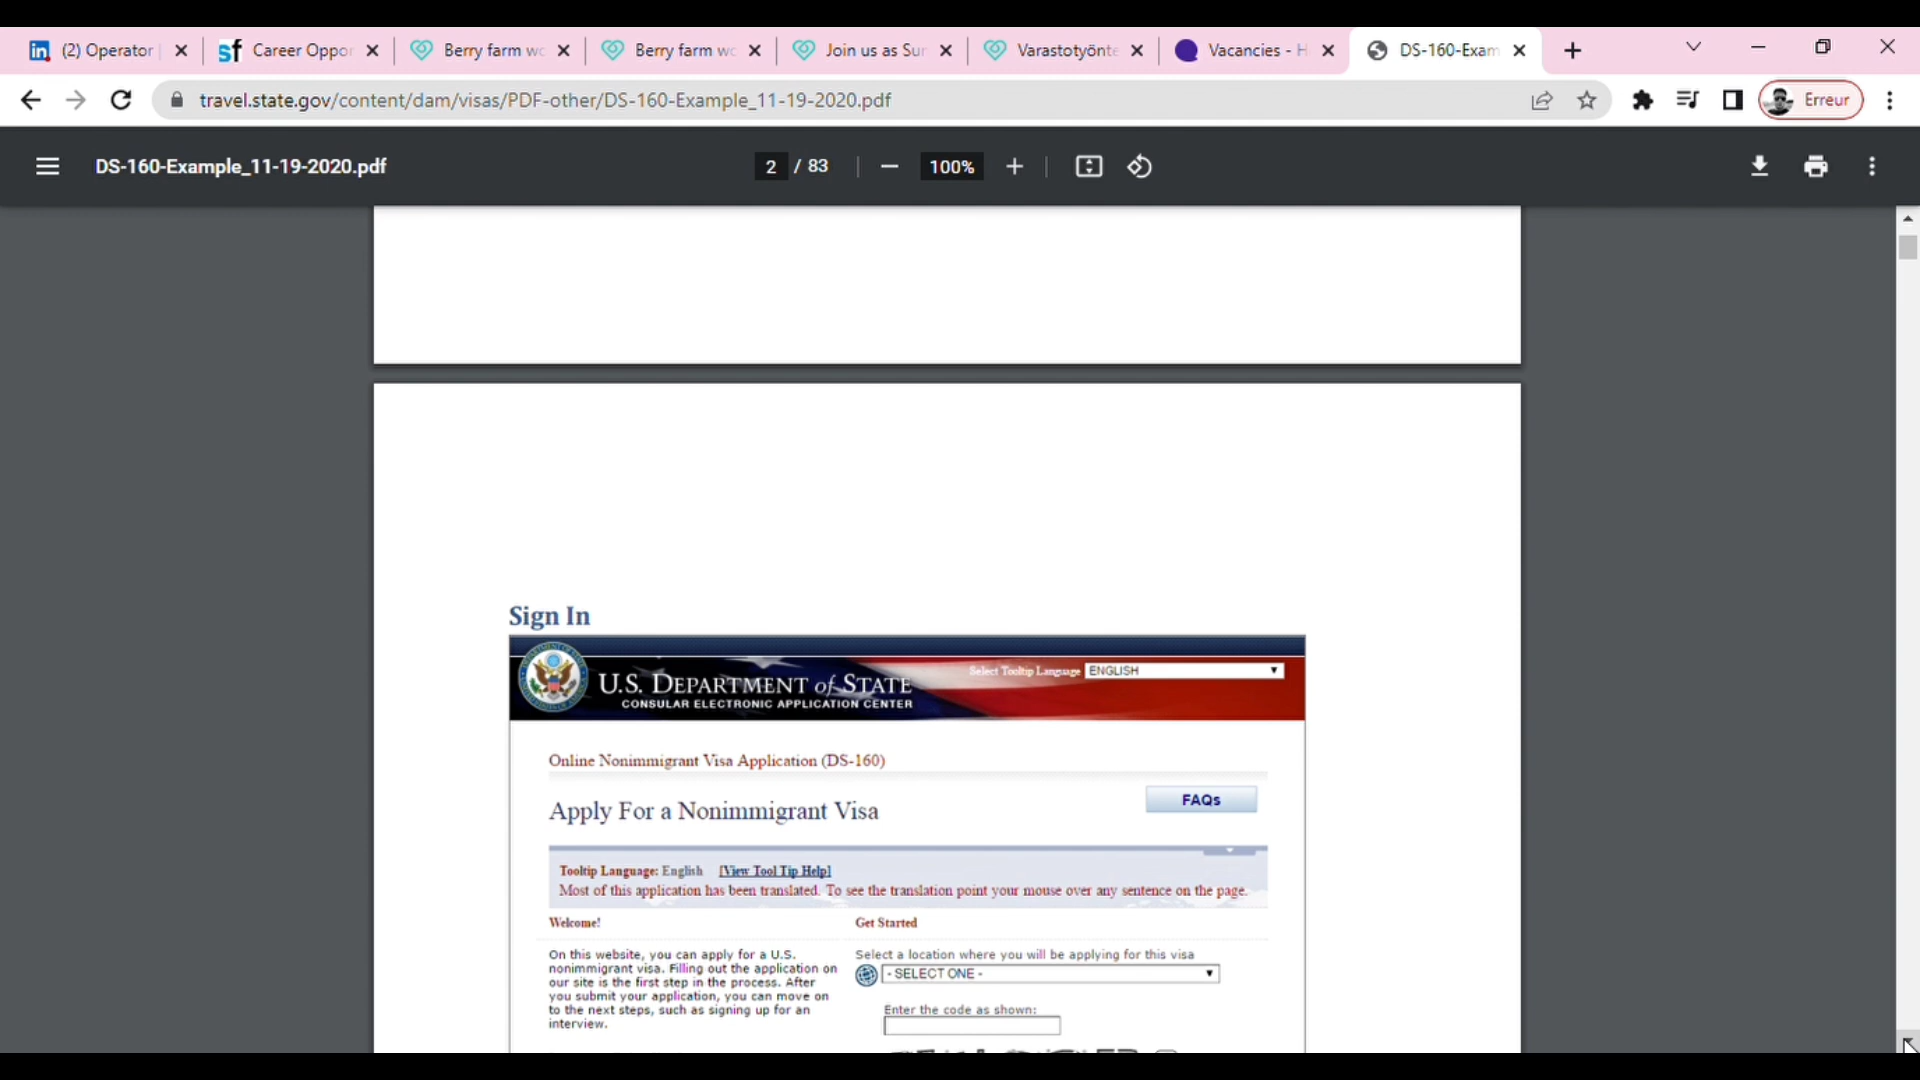 (2) Operator
sf Career Oppor
Berry farm wo
Berry farm wo
Join us as Sur
Varastotyönte
Vacancies - H
DS-160-Exam
travel.state.gov/content/dam/visas/PDF-other/DS-160-Example_11-19-2020.pdf
Erreur
DS-160-Example_11-19-2020.pdf
2 / 83
100%
Sign In
Select Tooltip Language ENGLISH
U.S. DEPARTMENT of STATE
CONSULAR ELECTRONIC APPLICATION CENTER
Online Nonimmigrant Visa Application (DS-160)
Apply For a Nonimmigrant Visa
FAQs
Tooltip Language: English [View Tool Tip Help]
Most of this application has been translated. To see the translation point your mouse over any sentence on the page.
Welcome!
On this website, you can apply for a U.S.
nonimmigrant visa. Filling out the application on
our site is the first step in the process. After
you submit your application, you can move on
to the next steps, such as signing up for an
interview.
Get Started
Select a location where you will be applying for this visa
- SELECT ONE -
Enter the code as shown: